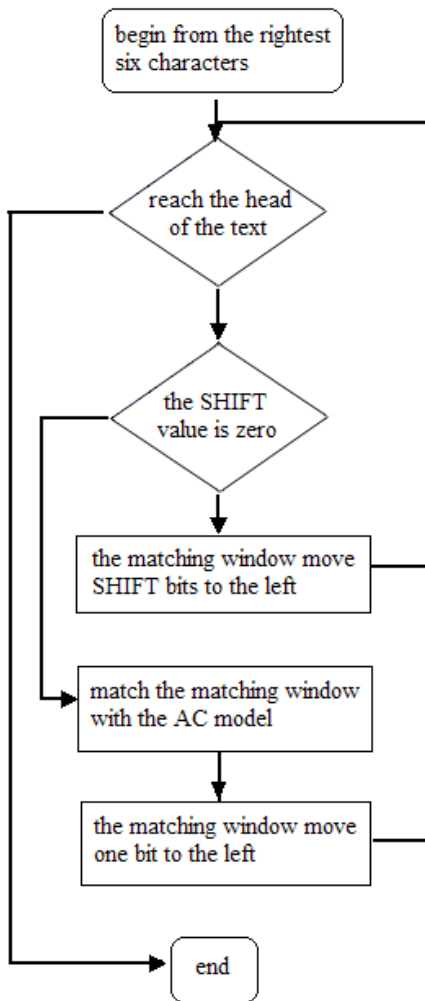 begin from the rightest
six characters
reach the head
of the text
the SHIFT
value is zero
the matching window move
SHIFT bits to the left
match the matching window
with the AC model
the matching window move
one bit to the left
end